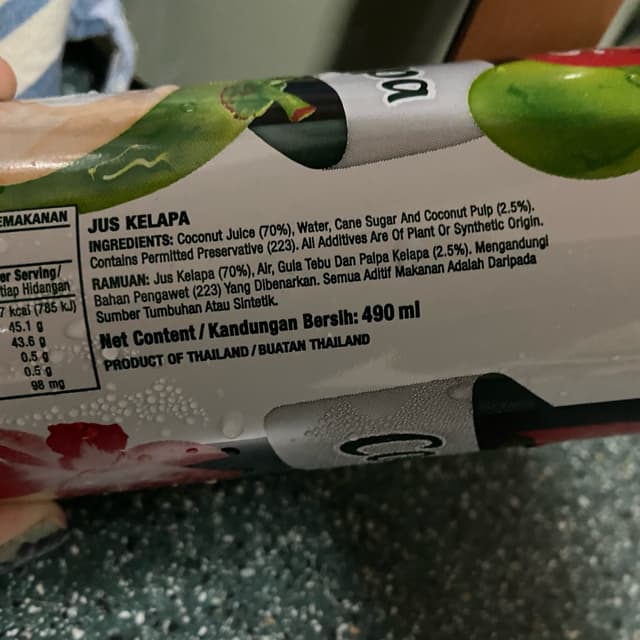 JUS KELAPA
INGREDIENTS: Coconut Juice (70%), Water, Cane Sugar And Coconut Pulp (2.5%).
Contains Permitted Preservative (223). All Additives Are Of Plant Or Synthetic Origin.
RAMUAN: Jus Kelapa (70%), Air, Gula Tebu Dan Palpa Kelapa (2.5%). Mengandungi
Bahan Pengawet (223) Yang Dibenarkan. Semua Aditif Makanan Adalah Daripada
Sumber Tumbuhan Atau Sintetik.
Net Content / Kandungan Bersih: 490 ml
PRODUCT OF THAILAND / BUATAN THAILAND
EMAKANAN
er Serving/
tiap Hidangan
7 kcal (785 kJ)
45.1 g
43.6 g
0.5 g
0.5 g
98 mg